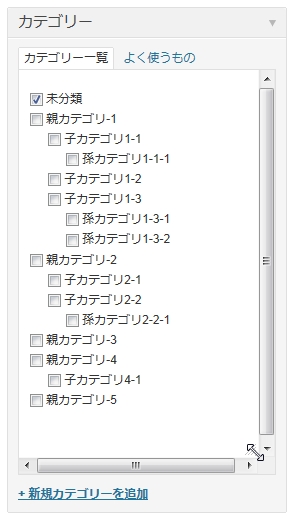 カテゴリー
カテゴリー一覧 よく使うもの
未分類
親カテゴリ-1
子カテゴリ1-1
孫カテゴリ1-1-1
子カテゴリ1-2
子カテゴリ1-3
孫カテゴリ1-3-1
孫カテゴリ1-3-2
親カテゴリ-2
子カテゴリ2-1
子カテゴリ2-2
孫カテゴリ2-2-1
親カテゴリ-3
親カテゴリ-4
子カテゴリ4-1
親カテゴリ-5
+ 新規カテゴリーを追加